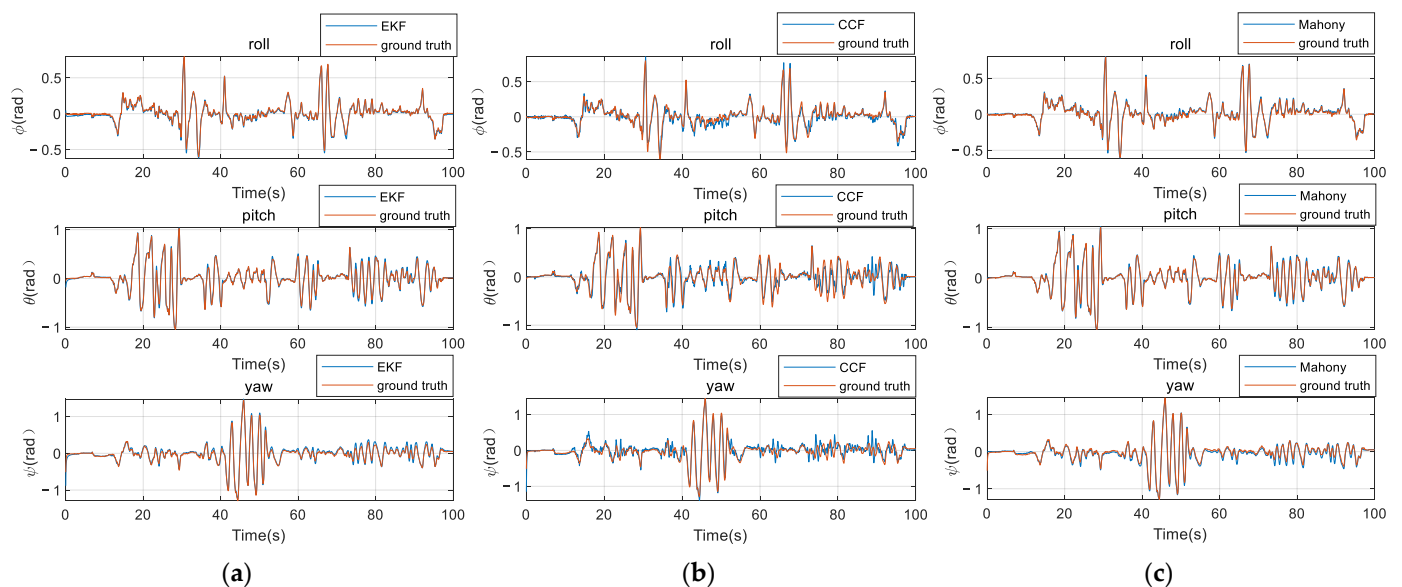 EKF
ground truth
roll
0.5
0
− 0.5
ϕ(rad)
0 20 40 60 80 100
Time(s)
EKF
ground truth
pitch
1
0
− 1
θ(rad)
0 20 40 60 80 100
Time(s)
EKF
ground truth
yaw
1
0
− 1
ψ(rad)
0 20 40 60 80 100
Time(s)
(a)
CCF
ground truth
roll
0.5
0
− 0.5
ϕ(rad)
0 20 40 60 80 100
Time(s)
CCF
ground truth
pitch
1
0
− 1
θ(rad)
0 20 40 60 80 100
Time(s)
CCF
ground truth
yaw
1
0
− 1
ψ(rad)
0 20 40 60 80 100
Time(s)
(b)
Mahony
ground truth
roll
0.5
0
− 0.5
ϕ(rad)
0 20 40 60 80 100
Time(s)
Mahony
ground truth
pitch
1
0
− 1
θ(rad)
0 20 40 60 80 100
Time(s)
Mahony
ground truth
yaw
1
0
− 1
ψ(rad)
0 20 40 60 80 100
Time(s)
(c)